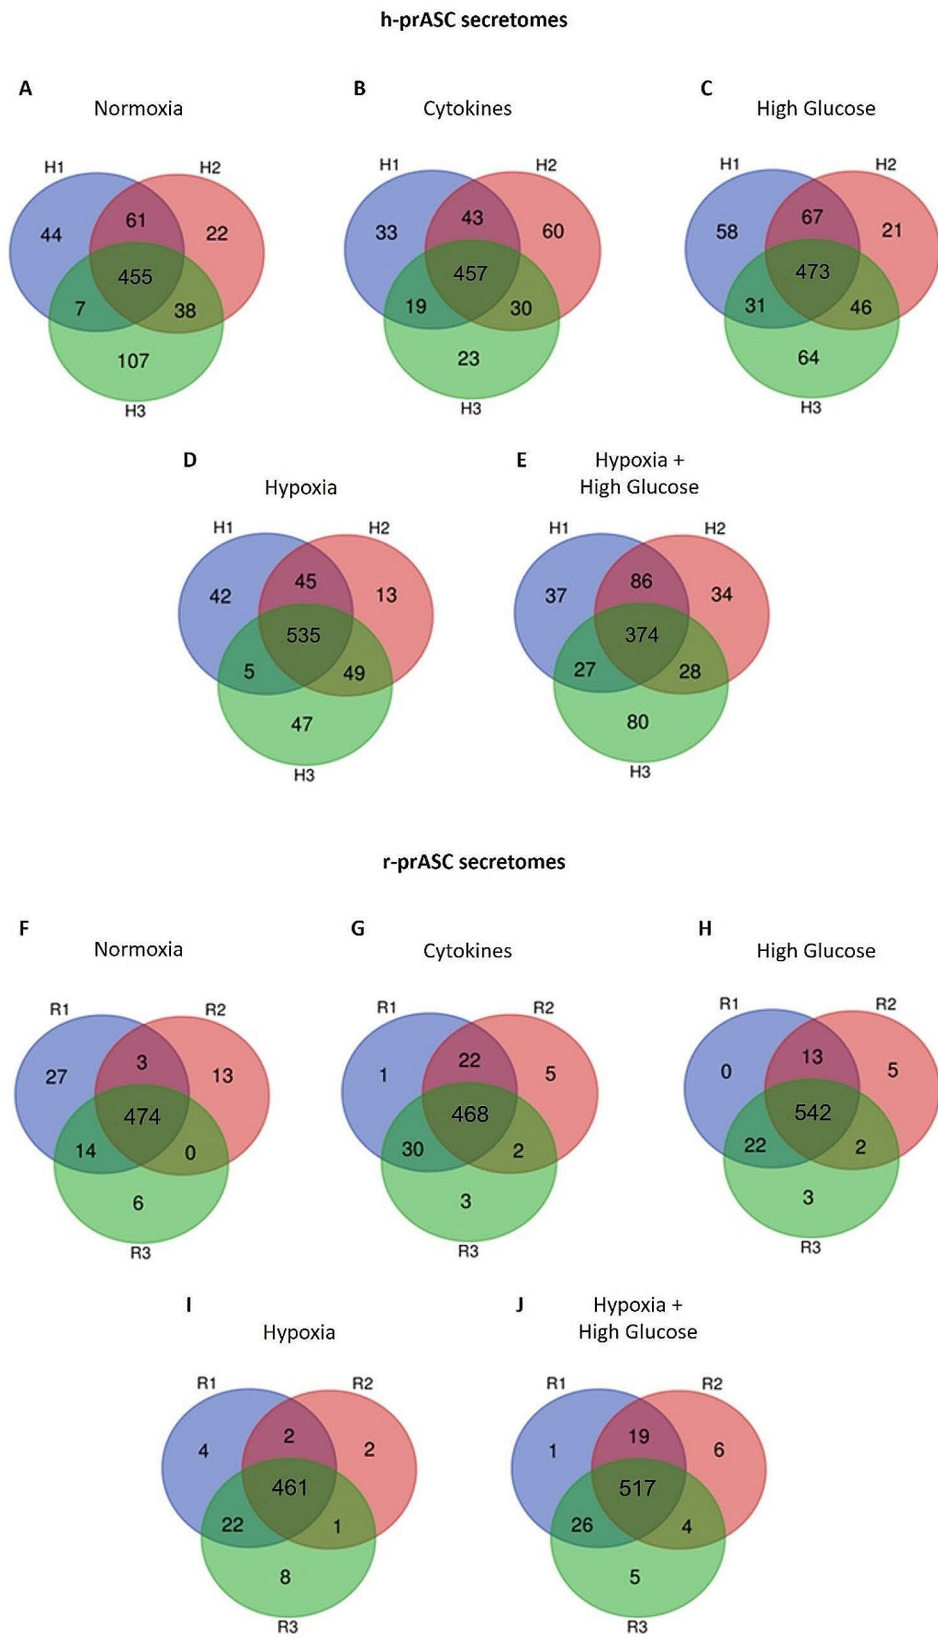 h-prASC secretomes
A
Normoxia
H1
H2
44
61
22
455
7
38
107
H3
B
Cytokines
H1
H2
33
43
60
457
19
30
23
H3
C
High Glucose
H1
H2
58
67
21
473
31
46
64
H3
D
Hypoxia
H1
H2
42
45
13
535
5
49
47
H3
E
Hypoxia +
High Glucose
H1
H2
37
86
34
374
27
28
80
H3
r-prASC secretomes
F
Normoxia
R1
R2
27
3
13
474
14
0
6
R3
G
Cytokines
R1
R2
1
22
5
468
30
2
3
R3
H
High Glucose
R1
R2
0
13
5
542
22
2
3
R3
I
Hypoxia
R1
R2
4
2
2
461
22
1
8
R3
J
Hypoxia +
High Glucose
R1
R2
1
19
6
517
26
4
5
R3